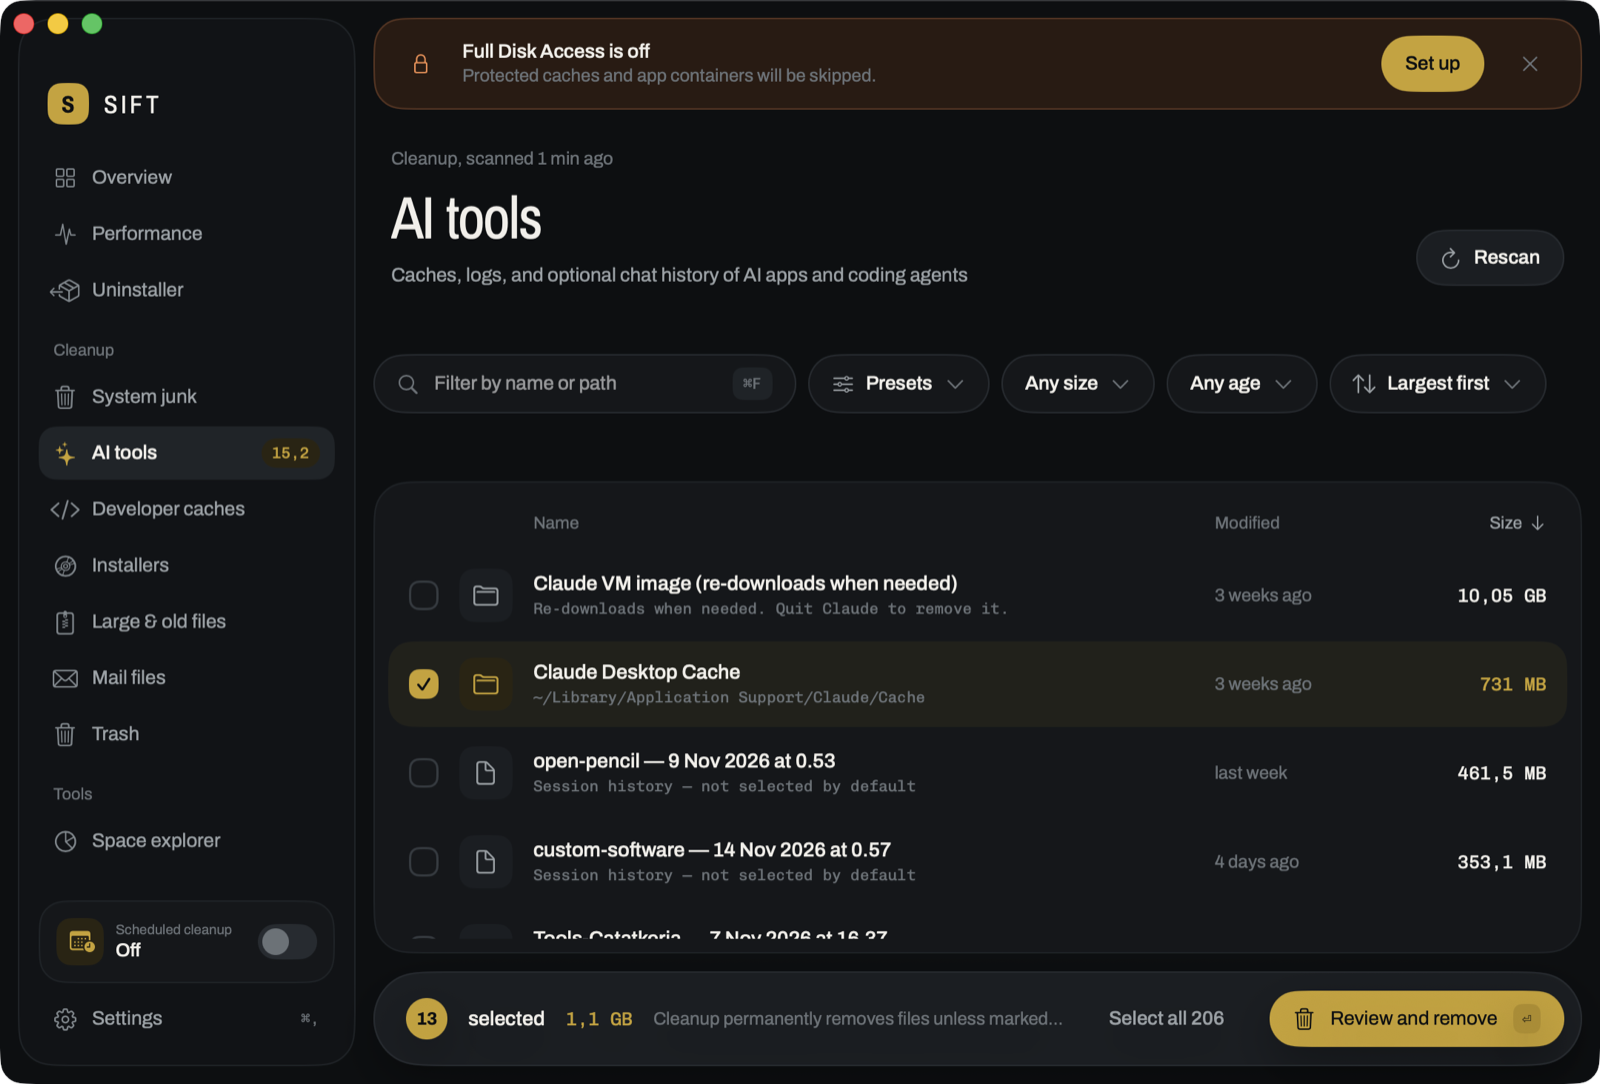 S SIFT
Overview
Performance
Uninstaller
Cleanup
System junk
AI tools 15,2
Developer caches
Installers
Large & old files
Mail files
Trash
Tools
Space explorer
Scheduled cleanup
Off
Settings ⌘,
Full Disk Access is off
Protected caches and app containers will be skipped.
Set up
Cleanup, scanned 1 min ago
AI tools
Caches, logs, and optional chat history of AI apps and coding agents
Rescan
Filter by name or path ⌘F
Presets
Any size
Any age
Largest first
Name Modified Size ↓
Claude VM image (re-downloads when needed)
Re-downloads when needed. Quit Claude to remove it.
3 weeks ago 10,05 GB
Claude Desktop Cache
~/Library/Application Support/Claude/Cache
3 weeks ago 731 MB
open-pencil — 9 Nov 2026 at 0.53
Session history — not selected by default
last week 461,5 MB
custom-software — 14 Nov 2026 at 0.57
Session history — not selected by default
4 days ago 353,1 MB
7 Nov 2026 at 16.37
13 selected 1,1 GB Cleanup permanently removes files unless marked...
Select all 206
Review and remove ⏎